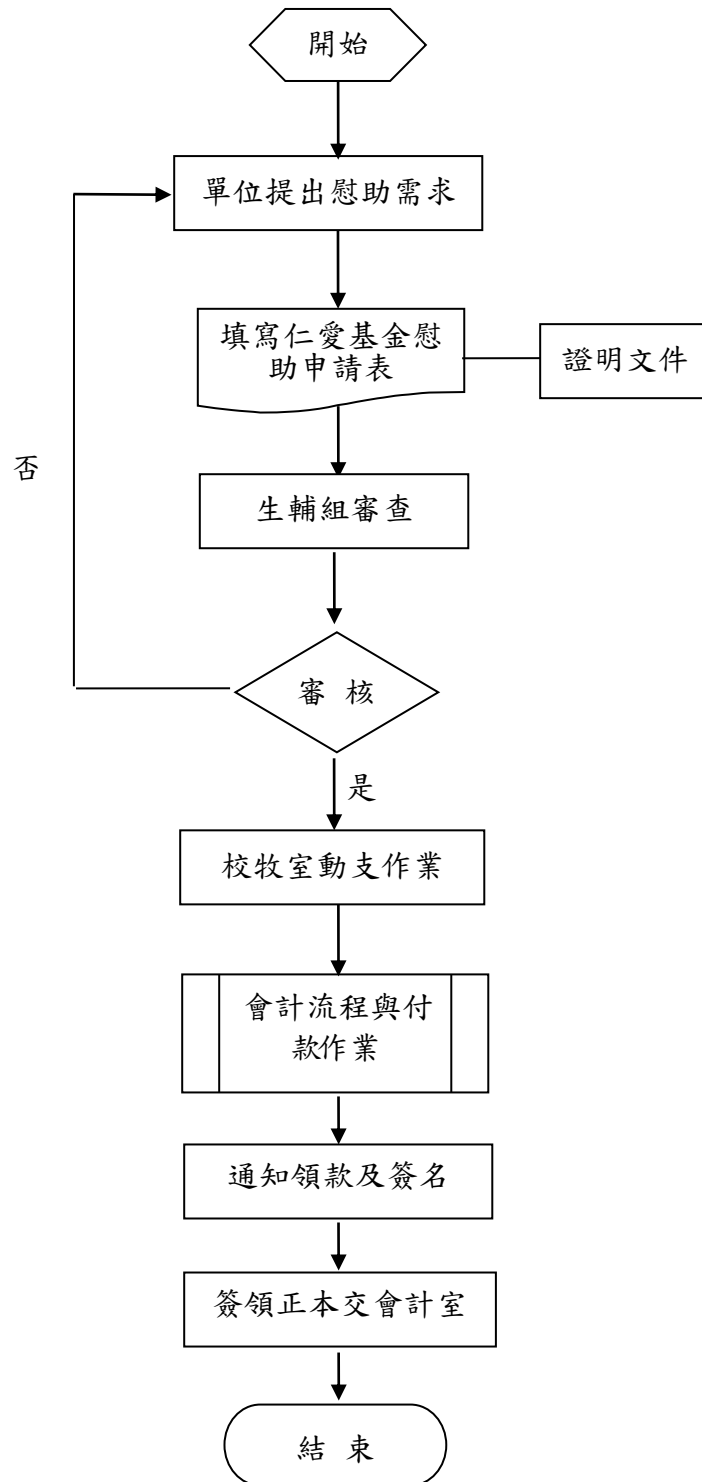 開始
單位提出慰助需求
填寫仁愛基金慰
助申請表
證明文件
否
生輔組審查
審 核
是
校牧室動支作業
會計流程與付
款作業
通知領款及簽名
簽領正本交會計室
結 束